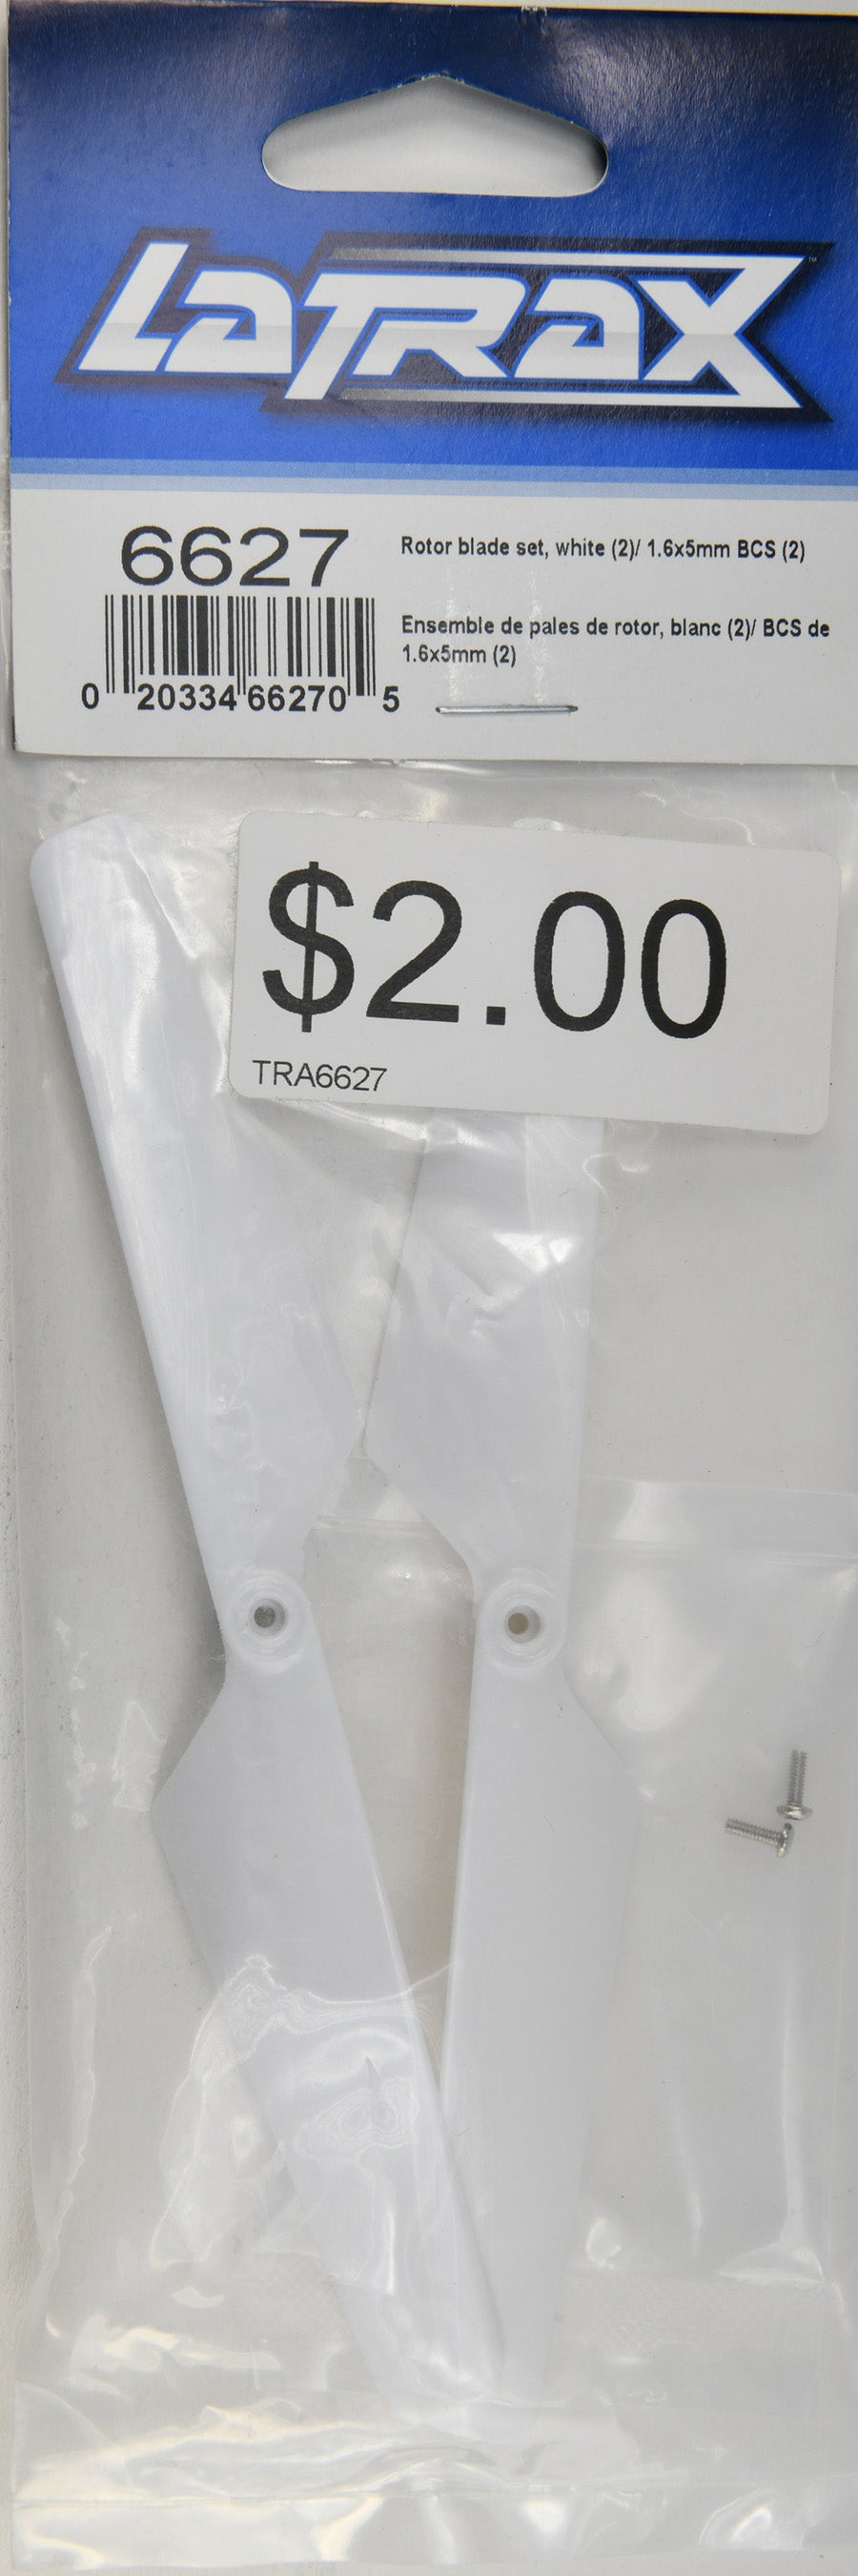 LATRAX™
6627
Rotor blade set, white (2)/ 1.6x5mm BCS (2)
Ensemble de pales de rotor, blanc (2)/ BCS de
1.6x5mm (2)
0 20334 66270 5
$2.00
TRA6627